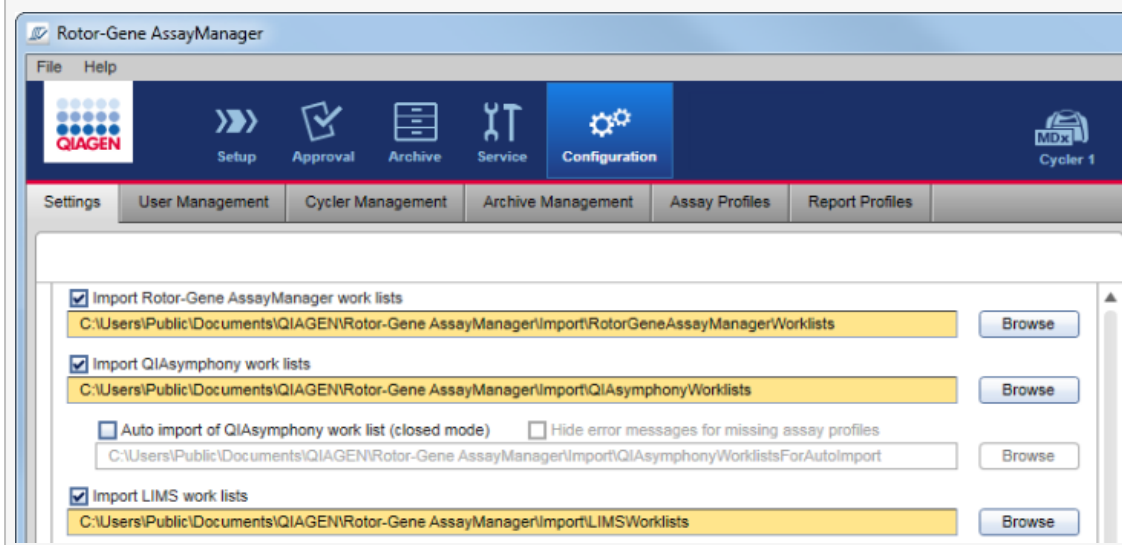 Rotor-Gene AssayManager
File Help
QIAGEN
Setup Approval Archive Service Configuration
MDx
Cycler 1
Settings User Management Cycler Management Archive Management Assay Profiles Report Profiles
Import Rotor-Gene AssayManager work lists
C:\Users\Public\Documents\QIAGEN\Rotor-Gene AssayManager\Import\RotorGeneAssayManagerWorklists Browse
Import QIAsymphony work lists
C:\Users\Public\Documents\QIAGEN\Rotor-Gene AssayManager\Import\QIAsymphonyWorklists Browse
Auto import of QIAsymphony work list (closed mode) Hide error messages for missing assay profiles
C:\Users\Public\Documents\QIAGEN\Rotor-Gene AssayManager\Import\QIAsymphonyWorklistsForAutoImport Browse
Import LIMS work lists
C:\Users\Public\Documents\QIAGEN\Rotor-Gene AssayManager\Import\LIMSWorklists Browse